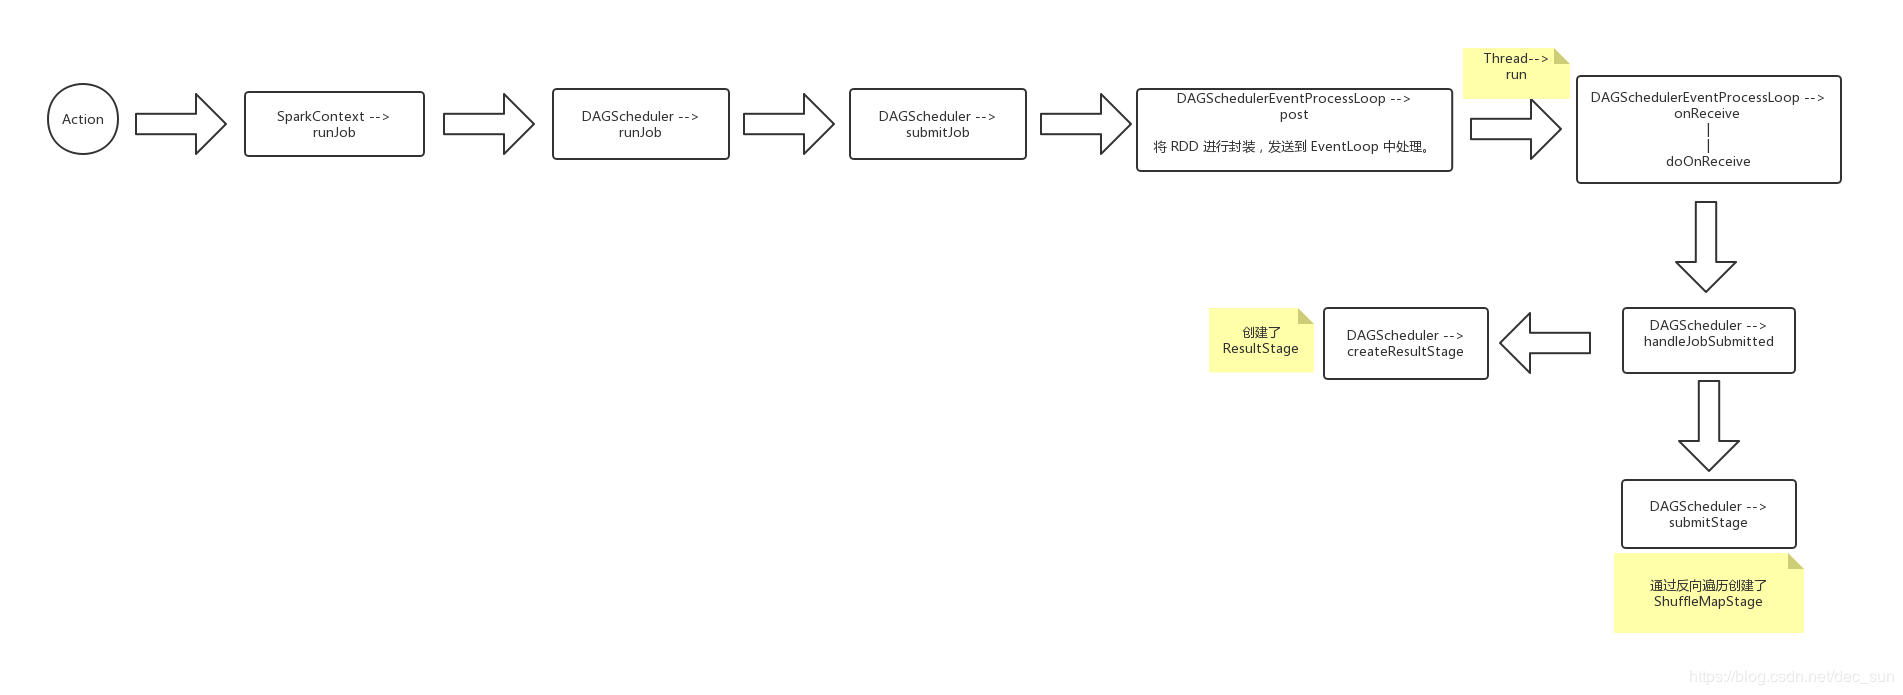 Action
SparkContext -->
runJob
DAGScheduler -->
runJob
DAGScheduler -->
submitJob
DAGSchedulerEventProcessLoop -->
post
将 RDD 进行封装，发送到 EventLoop 中处理。
Thread-->
run
DAGSchedulerEventProcessLoop -->
onReceive
|
|
doOnReceive
DAGScheduler -->
handleJobSubmitted
DAGScheduler -->
createResultStage
创建了
ResultStage
DAGScheduler -->
submitStage
通过反向遍历创建了
ShuffleMapStage
https://blog.csdn.net/dec_sun